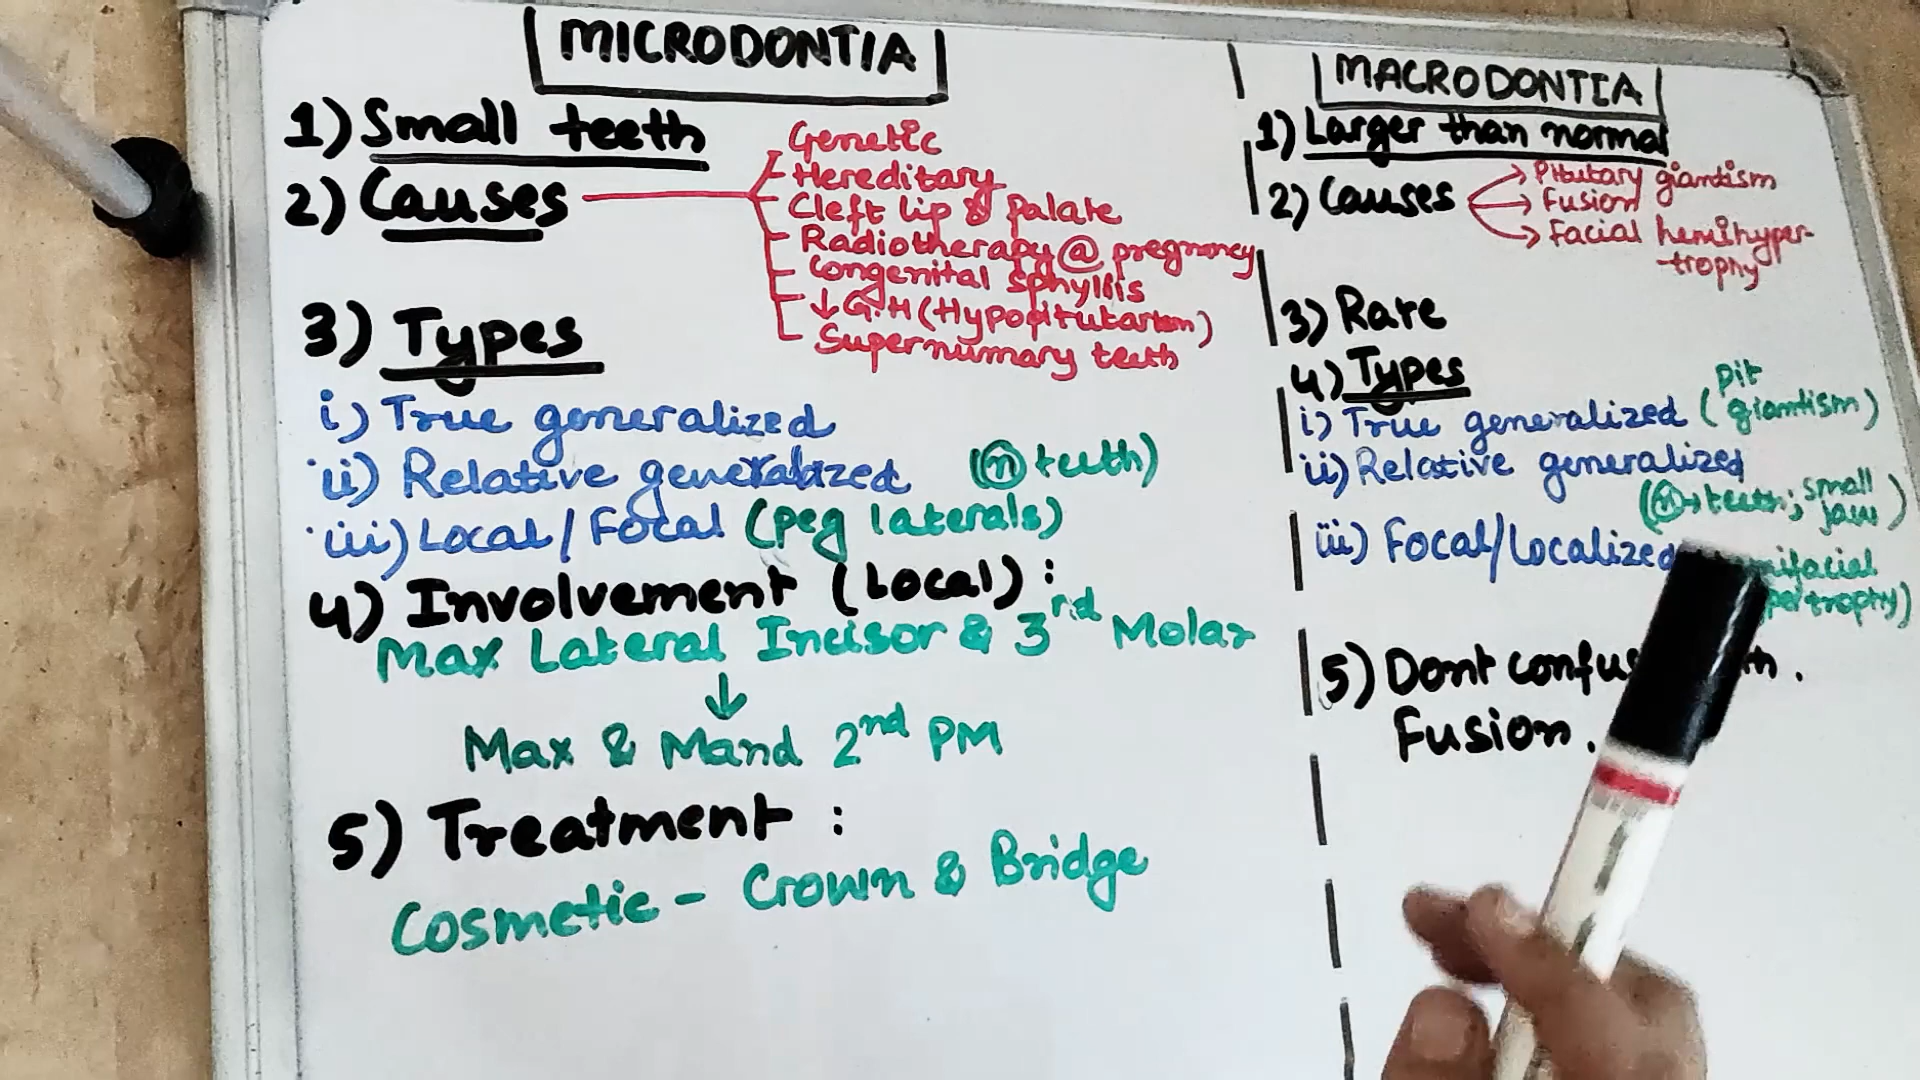 MICRODONTIA
1) Small teeth
2) Causes
Genetic
Hereditary
Cleft lip & palate
Radiotherapy @ pregnancy
Congenital sphyllis
↓ G.H (Hypopitutarism)
Supernumary teeth
3) Types
i) True generalized
ii) Relative generalized (n teeth)
iii) Local/Focal (peg laterals)
4) Involvement (Local):
Max Lateral Incisor & 3rd Molar
↓
Max & Mand 2nd PM
5) Treatment:
Cosmetic - Crown & Bridge
MACRODONTIA
1) Larger than normal
2) Causes
Pitutary giantism
Fusion
Facial hemihyper-
trophy
3) Rare
4) Types
i) True generalized (pit
giantism)
ii) Relative generalized
(n → teeth; small
jaw)
iii) Focal/Localized
5) Dont
Fusion.